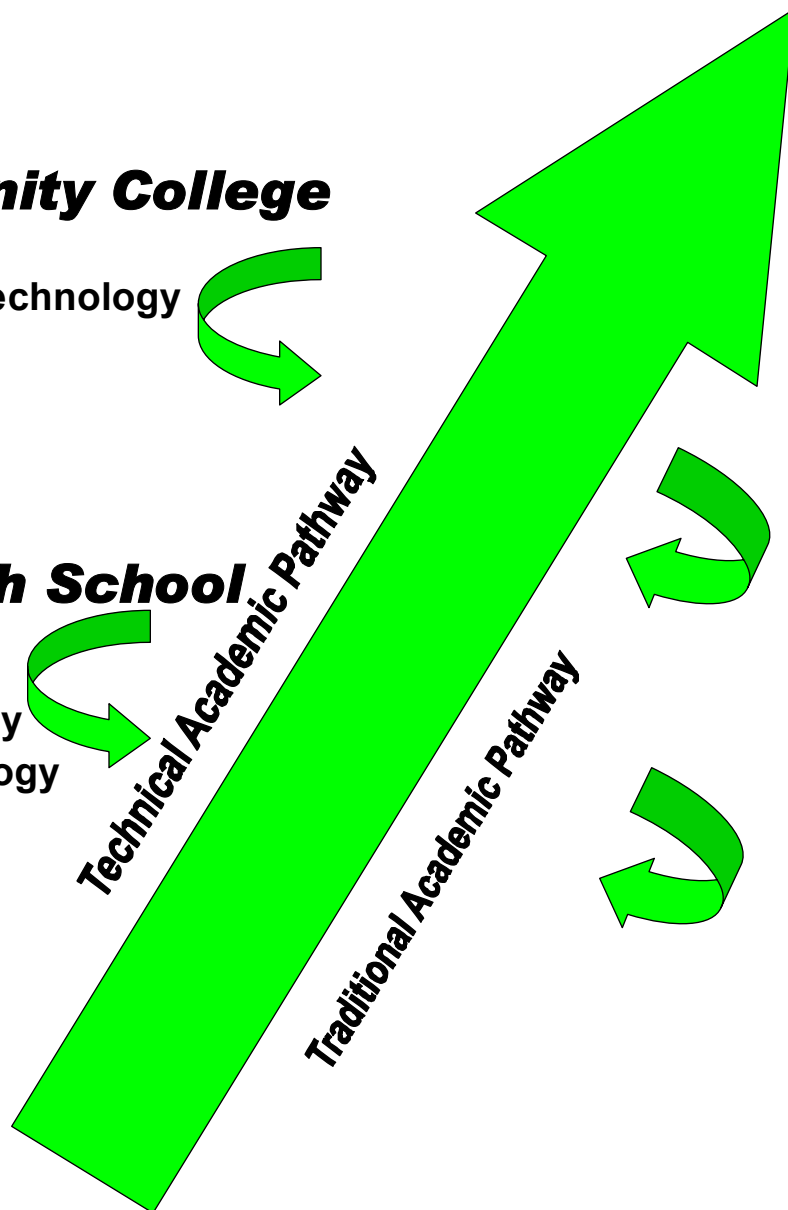 nity College
echnology
h School
y
ogy
Technical Academic Pathway
Traditional Academic Pathway